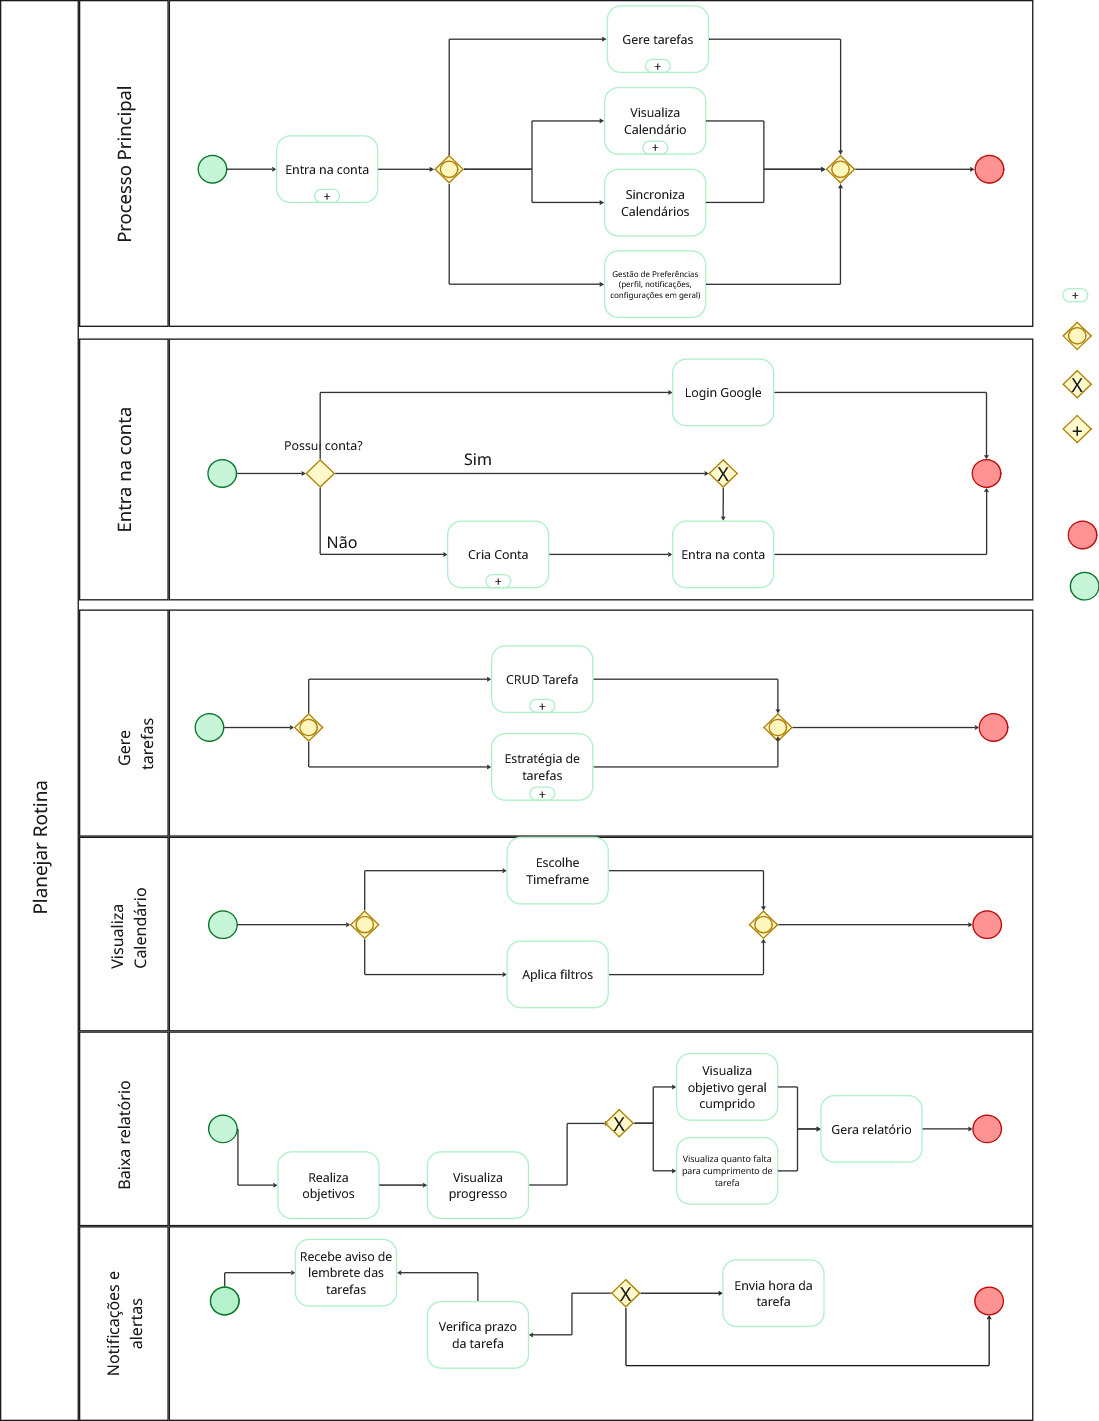 Planejar Rotina
Processo Principal
Gere tarefas
+
Visualiza
Calendário
+
Entra na conta
+
Sincroniza
Calendários
Gestão de Preferências
(perfil, notificações,
configurações em geral)
+
X
+
Entra na conta
Login Google
Possui conta?
Sim
X
Não
Cria Conta
+
Entra na conta
Gere
tarefas
CRUD Tarefa
+
Estratégia de
tarefas
+
Visualiza
Calendário
Escolhe
Timeframe
Aplica filtros
Baixa relatório
Realiza
objetivos
Visualiza
progresso
X
Visualiza
objetivo geral
cumprido
Visualiza quanto falta
para cumprimento de
tarefa
Gera relatório
Notificações e
alertas
Recebe aviso de
lembrete das
tarefas
Verifica prazo
da tarefa
X
Envia hora da
tarefa